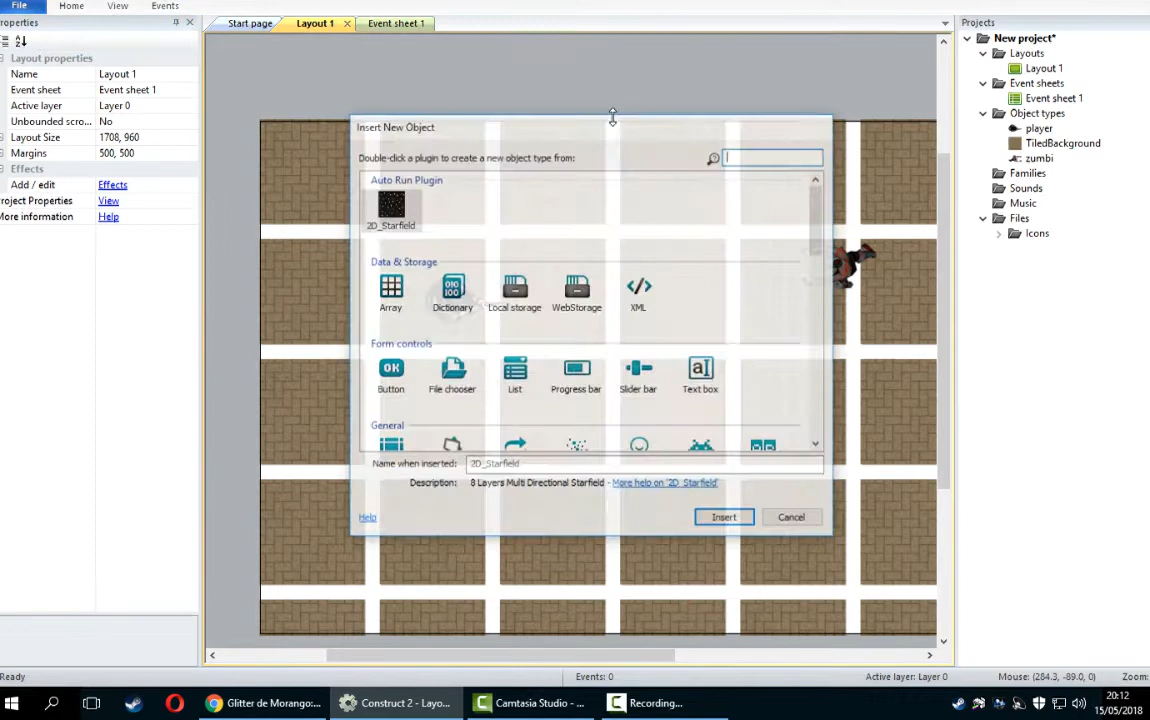 File Home View Events
roperties
Start page Layout 1 Event sheet 1
Projects
Layout properties
Name Layout 1
Event sheet Event sheet 1
Active layer Layer 0
Unbounded scro... No
Layout Size 1708, 960
Margins 500, 500
Effects
Add / edit Effects
roject Properties View
More information Help
New project*
Layouts
Layout 1
Event sheets
Event sheet 1
Object types
player
TiledBackground
zumbi
Families
Sounds
Music
Files
Icons
Insert New Object
Double-click a plugin to create a new object type from:
Auto Run Plugin
2D_Starfield
Data & Storage
Array Dictionary Local storage WebStorage XML
Form controls
Button File chooser List Progress bar Slider bar Text box
General
Name when inserted: 2D_Starfield
Description: 8 Layers Multi Directional Starfield - More help on '2D_Starfield'
Help Insert Cancel
Ready Events: 0 Active layer: Layer 0 Mouse: (284.3, -89.0, 0) Zoom:
Glitter de Morango:... Construct 2 - Layo... Camtasia Studio - ... Recording...
20:12
15/05/2018